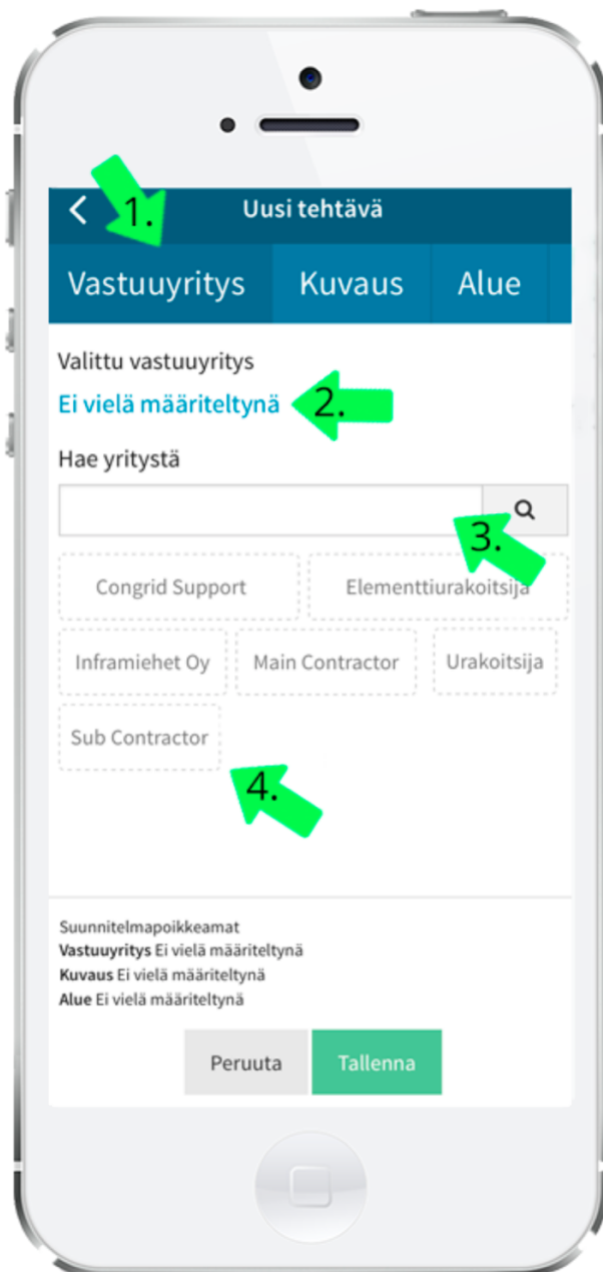 1.
Uusi tehtävä
Vastuuyritys Kuvaus Alue
Valittu vastuuyritys
Ei vielä määriteltynä 2.
Hae yritystä
3.
Congrid Support Elementtiurakoitsija
Inframiehet Oy Main Contractor Urakoitsija
Sub Contractor
4.
Suunnitelmapoikkeamat
Vastuuyritys Ei vielä määriteltynä
Kuvaus Ei vielä määriteltynä
Alue Ei vielä määriteltynä
Peruuta Tallenna